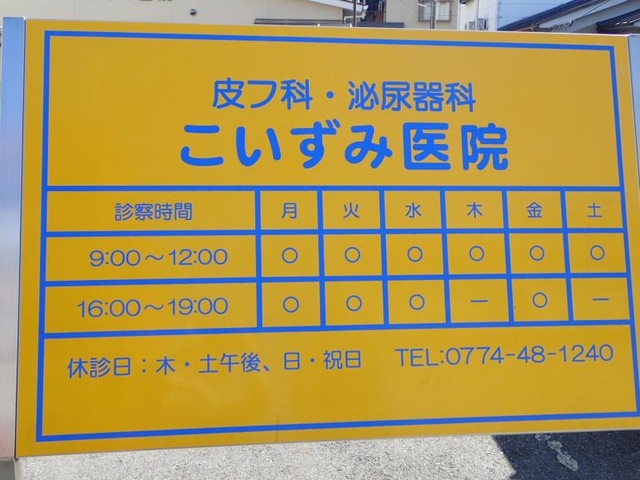 皮フ科・泌尿器科
こいずみ医院
診察時間 月 火 水 木 金 土
9:00～12:00 ○ ○ ○ ○ ○ ○
16:00～19:00 ○ ○ ○ ー ○ ー
休診日：木・土午後、日・祝日 TEL:0774-48-1240